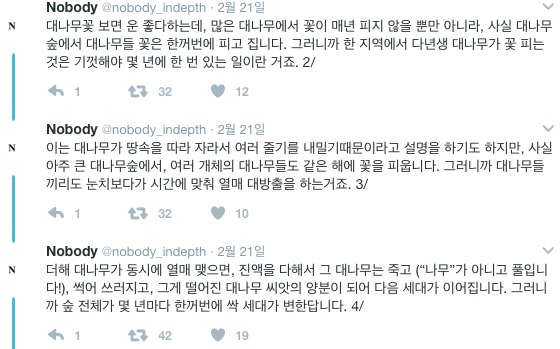 Nobody @nobody_indepth · 2월 21일
N
대나무꽃 보면 운 좋다하는데, 많은 대나무에서 꽃이 매년 피지 않을 뿐만 아니라, 사실 대나무
숲에서 대나무들 꽃은 한꺼번에 피고 집니다. 그러니까 한 지역에서 다년생 대나무가 꽃 피는
것은 기껏해야 몇 년에 한 번 있는 일이란 거죠. 2/
1 32 12
Nobody @nobody_indepth · 2월 21일
N
이는 대나무가 땅속을 따라 자라서 여러 줄기를 내밀기때문이라고 설명을 하기도 하지만, 사실
아주 큰 대나무숲에서, 여러 개체의 대나무들도 같은 해에 꽃을 피웁니다. 그러니까 대나무들
끼리도 눈치보다가 시간에 맞춰 열매 대방출을 하는거죠. 3/
1 32 10
Nobody @nobody_indepth · 2월 21일
N
더해 대나무가 동시에 열매 맺으면, 진액을 다해서 그 대나무는 죽고 (“나무”가 아니고 풀입니
다!), 썩어 쓰러지고, 그게 떨어진 대나무 씨앗의 양분이 되어 다음 세대가 이어집니다. 그러니
까 숲 전체가 몇 년마다 한꺼번에 싹 세대가 변한답니다. 4/
1 42 19